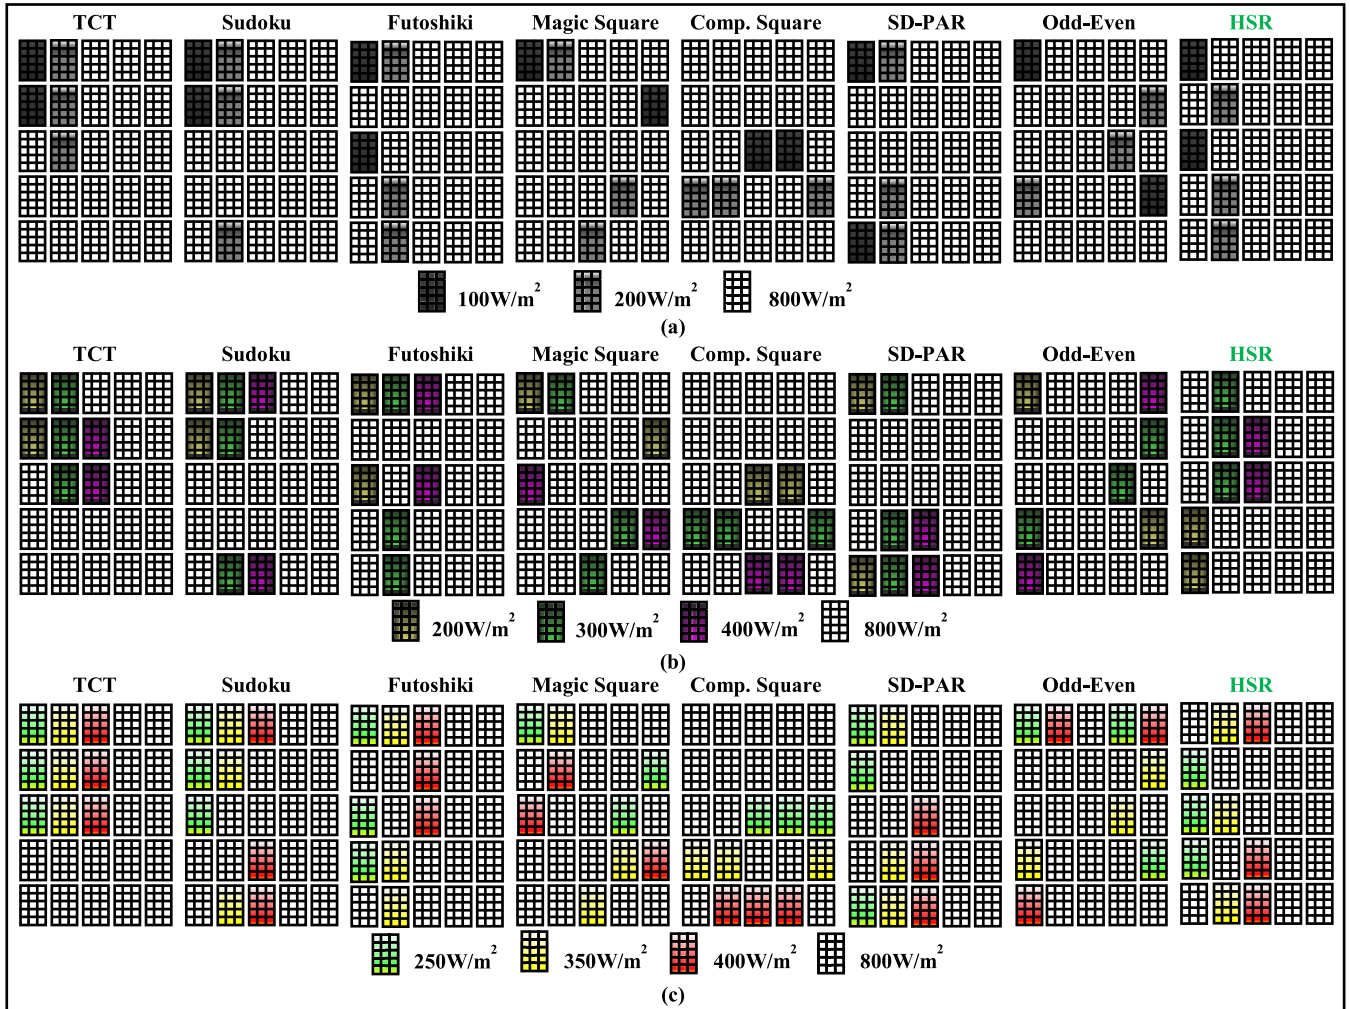 TCT Sudoku Futoshiki Magic Square Comp. Square SD-PAR Odd-Even HSR
100W/m² 200W/m² 800W/m²
(a)
TCT Sudoku Futoshiki Magic Square Comp. Square SD-PAR Odd-Even HSR
200W/m² 300W/m² 400W/m² 800W/m²
(b)
TCT Sudoku Futoshiki Magic Square Comp. Square SD-PAR Odd-Even HSR
250W/m² 350W/m² 400W/m² 800W/m²
(c)